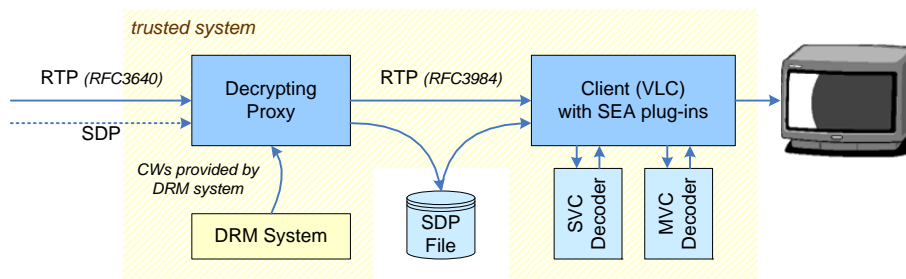 trusted system
RTP (RFC3640)
SDP
Decrypting
Proxy
RTP (RFC3984)
Client (VLC)
with SEA plug-ins
CWs provided by
DRM system
DRM System
SDP
File
SVC
Decoder
MVC
Decoder